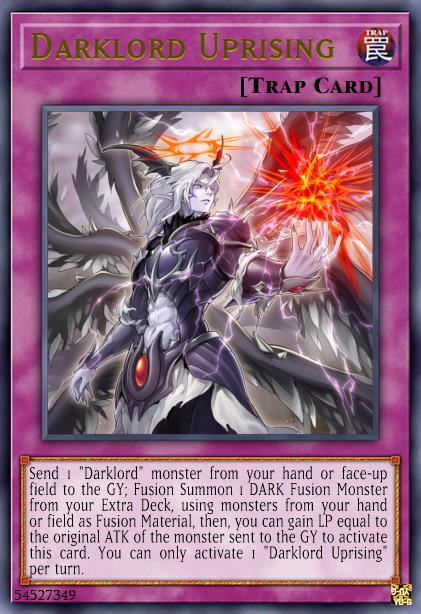 Darklord Uprising
TRAP
罠
[Trap Card]
Send 1 "Darklord" monster from your hand or face-up
field to the GY; Fusion Summon 1 DARK Fusion Monster
from your Extra Deck, using monsters from your hand
or field as Fusion Material, then, you can gain LP equal to
the original ATK of the monster sent to the GY to activate
this card. You can only activate 1 "Darklord Uprising"
per turn.
54527349